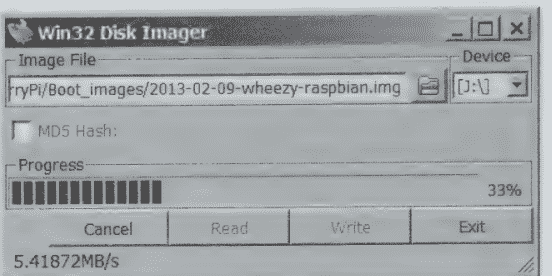 Win32 Disk Imager
Image File
Device
rryPi/Boot_images/2013-02-09-wheezy-raspbian.img
[J:\]
MD5 Hash:
Progress
33%
Cancel
Read
Write
Exit
5.41872MB/s